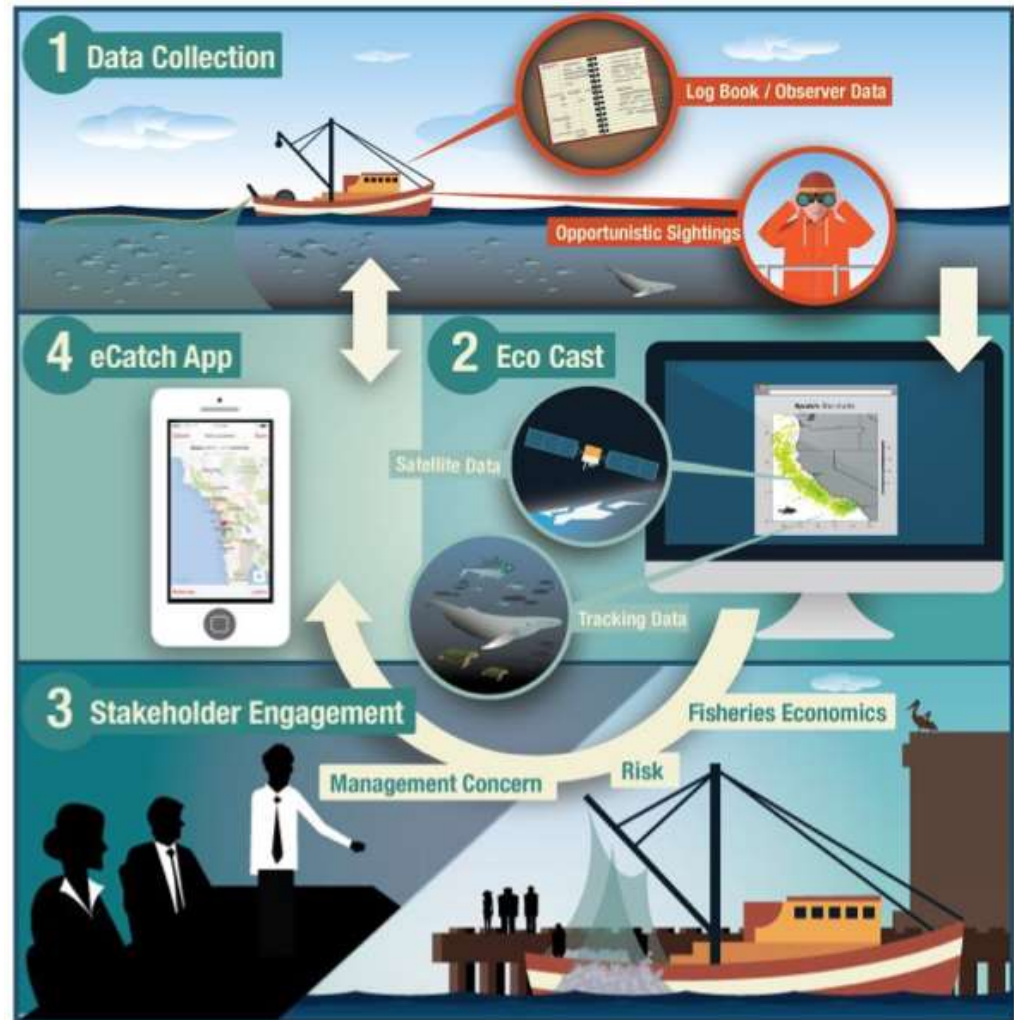 1 Data Collection
Log Book / Observer Data
Opportunistic Sightings
4 eCatch App
2 Eco Cast
Satellite Data
Tracking Data
3 Stakeholder Engagement
Fisheries Economics
Risk
Management Concern